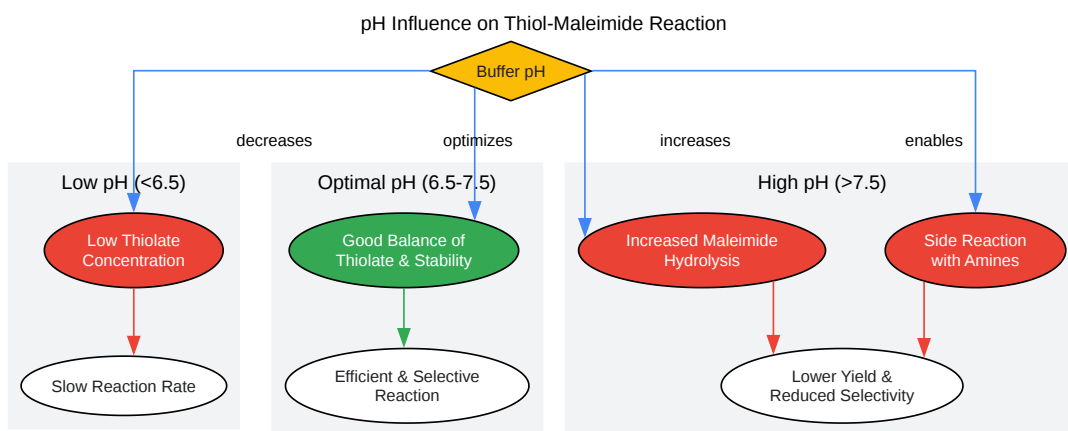 pH Influence on Thiol-Maleimide Reaction
Buffer pH
decreases
optimizes
increases
enables
Low pH (<6.5)
Optimal pH (6.5-7.5)
High pH (>7.5)
Low Thiolate
Concentration
Good Balance of
Thiolate & Stability
Increased Maleimide
Hydrolysis
Side Reaction
with Amines
Slow Reaction Rate
Efficient & Selective
Reaction
Lower Yield &
Reduced Selectivity